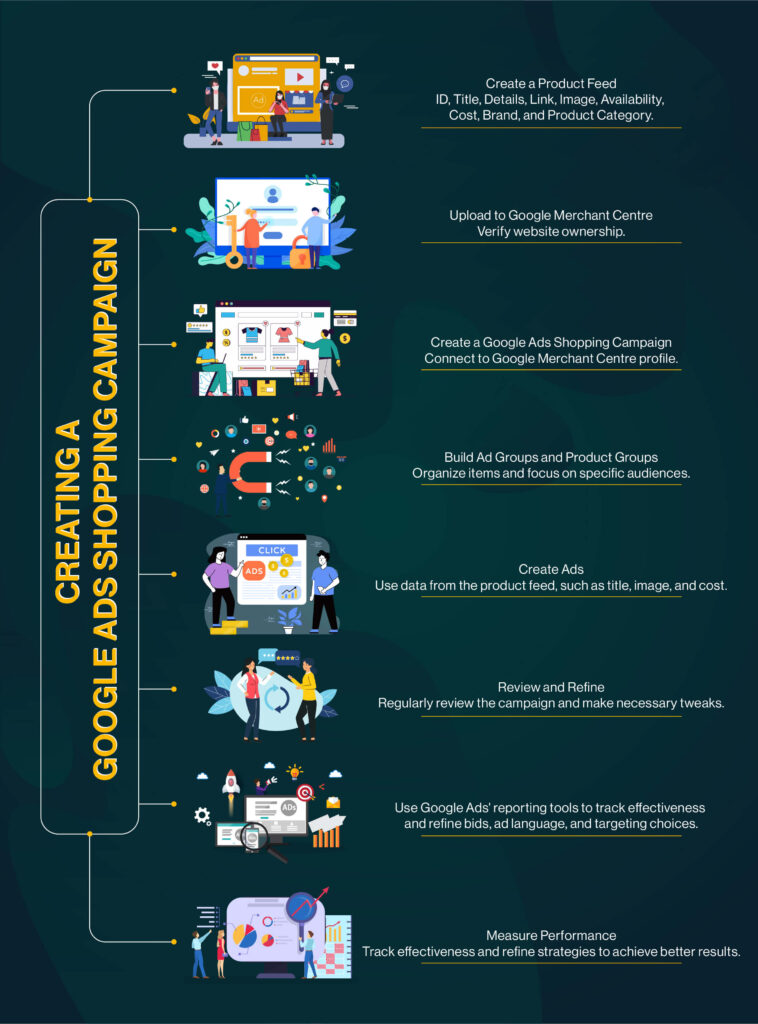 CREATING A
GOOGLE ADS SHOPPING CAMPAIGN
Create a Product Feed
ID, Title, Details, Link, Image, Availability,
Cost, Brand, and Product Category.
Ad
Upload to Google Merchant Centre
Verify website ownership.
Create a Google Ads Shopping Campaign
Connect to Google Merchant Centre profile.
Build Ad Groups and Product Groups
Organize items and focus on specific audiences.
CLICK
ADS
Create Ads
Use data from the product feed, such as title, image, and cost.
Review and Refine
Regularly review the campaign and make necessary tweaks.
ADs
Use Google Ads' reporting tools to track effectiveness
and refine bids, ad language, and targeting choices.
Measure Performance
Track effectiveness and refine strategies to achieve better results.